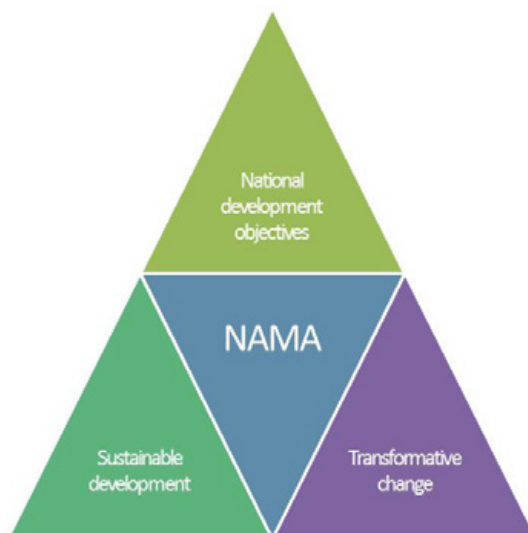 National
development
objectives
NAMA
Sustainable
development
Transformative
change